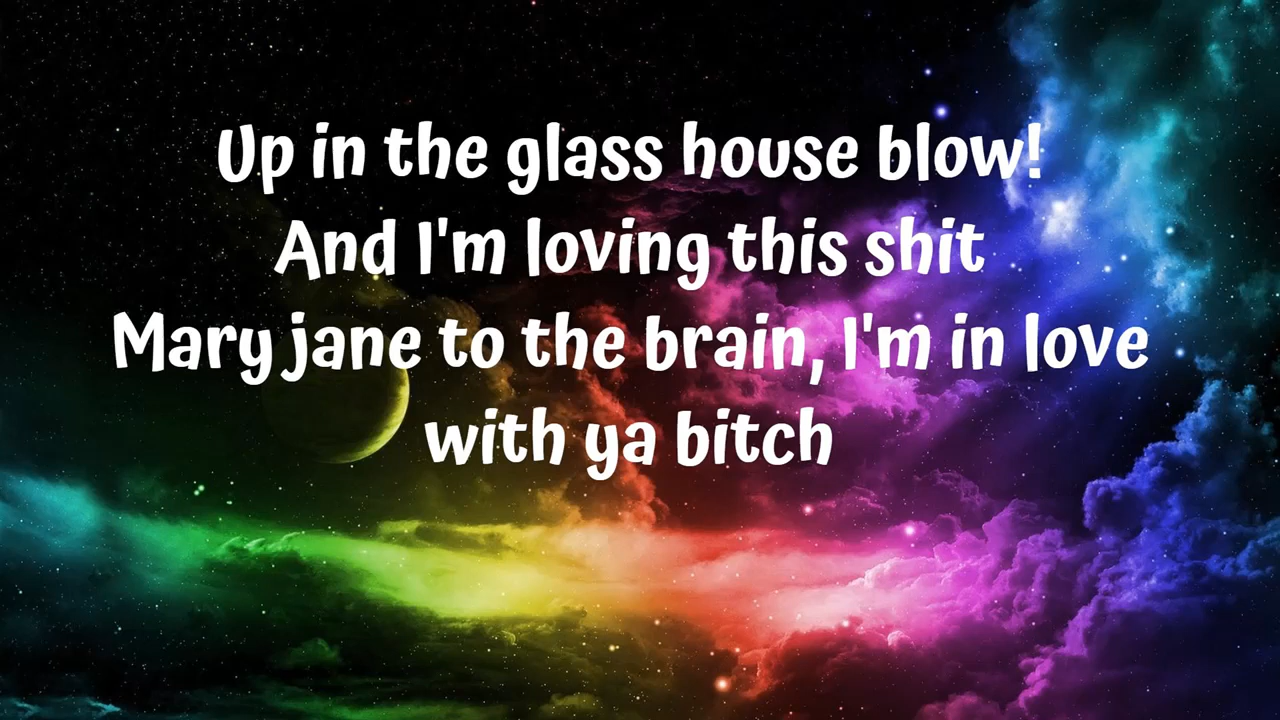 Up in the glass house blow!
And I'm loving this shit
Mary jane to the brain, I'm in love
with ya bitch